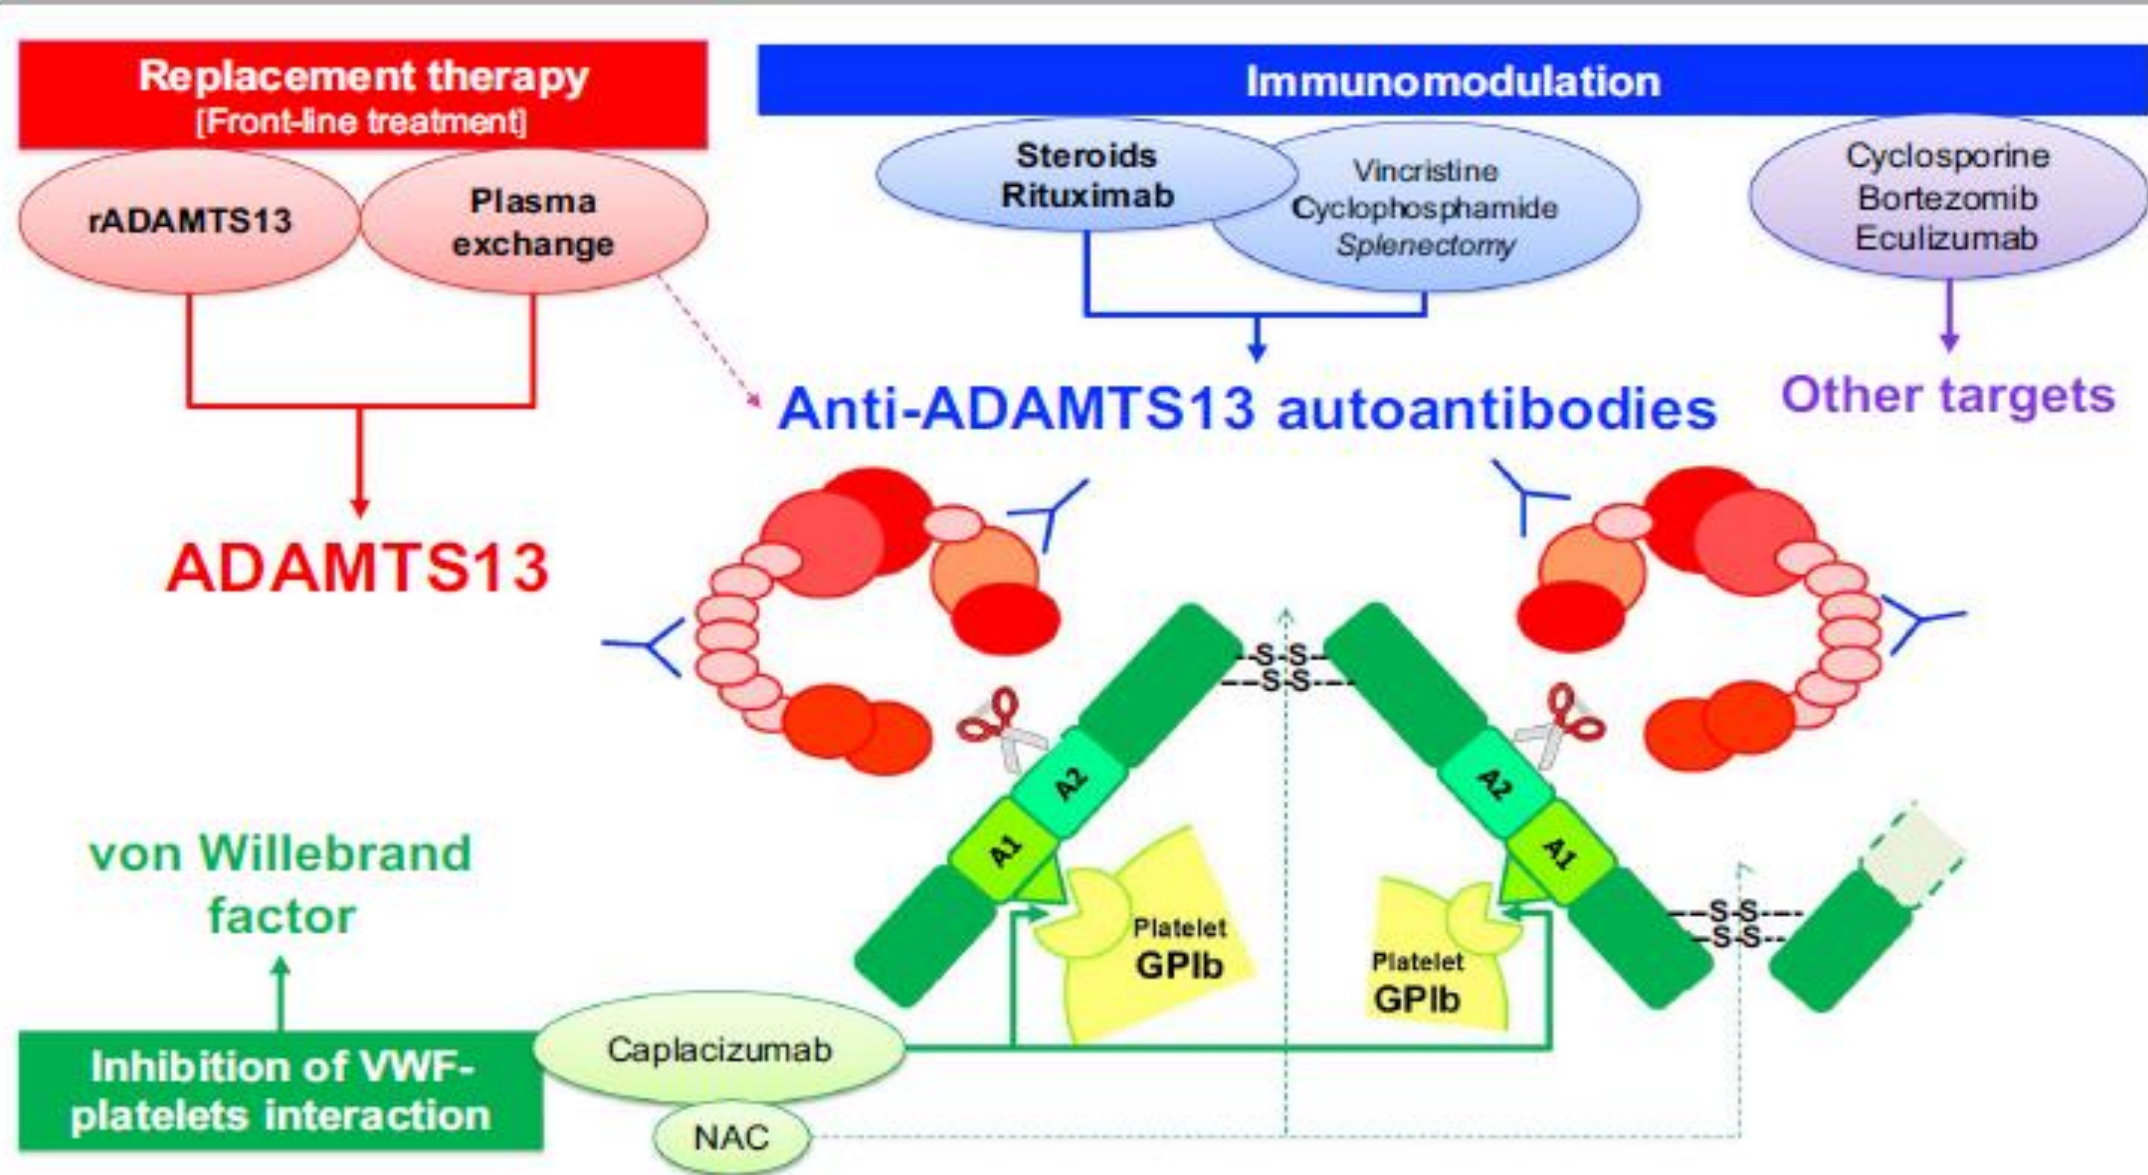 Replacement therapy
[Front-line treatment]
rADAMTS13
Plasma
exchange
ADAMTS13
Immunomodulation
Steroids
Rituximab
Vincristine
Cyclophosphamide
Splenectomy
Cyclosporine
Bortezomib
Eculizumab
Anti-ADAMTS13 autoantibodies
Other targets
--S-S--
---S-S---
A2
A1
A2
A1
Platelet
GPIb
Platelet
GPIb
---S-S----
--S-S--
von Willebrand
factor
Inhibition of VWF-
platelets interaction
Caplacizumab
NAC